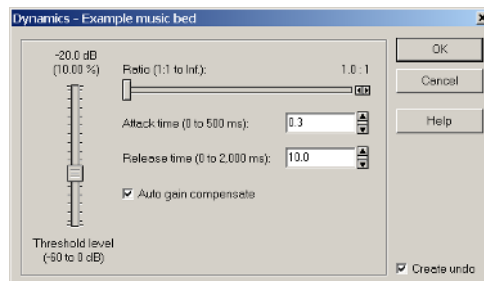 Dynamics - Example music bed
-20.0 dB
(10.00 %)
Ratio (1:1 to Inf.):
1.0 : 1
Attack time (0 to 500 ms):
0.3
Release time (0 to 2,000 ms):
10.0
Auto gain compensate
Threshold level
(-60 to 0 dB)
OK
Cancel
Help
Create undo